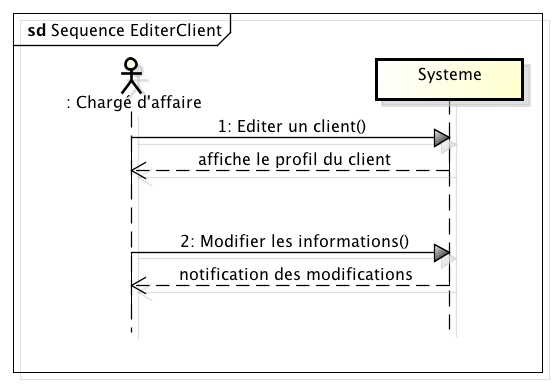 sd Sequence EditerClient
Systeme
: Chargé d'affaire
1: Editer un client()
affiche le profil du client
2: Modifier les informations()
notification des modifications